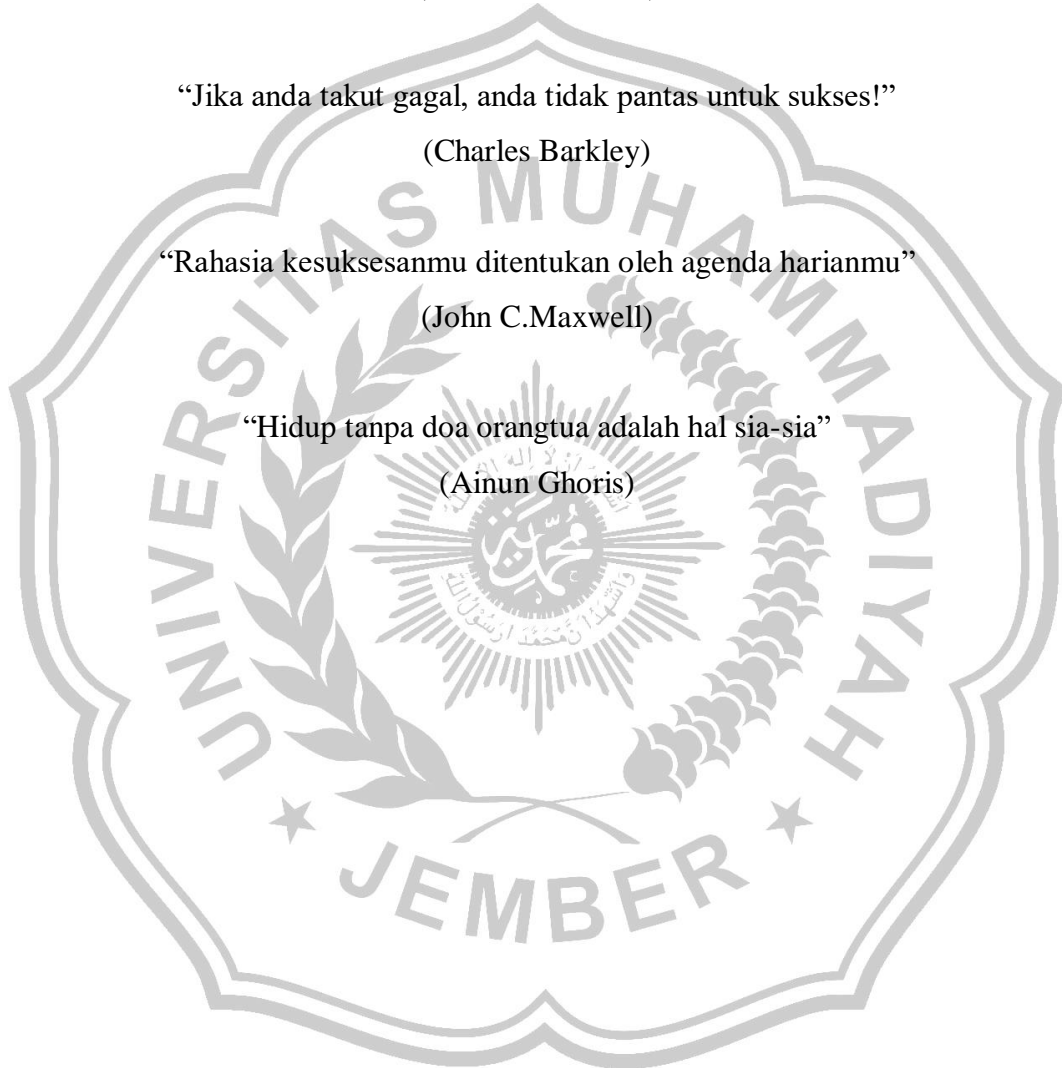 “Jika anda takut gagal, anda tidak pantas untuk sukses!”
(Charles Barkley)
“Rahasia kesuksesanmu ditentukan oleh agenda harianmu”
(John C.Maxwell)
“Hidup tanpa doa orangtua adalah hal sia-sia”
(Ainun Ghoris)
UNIVERSITAS MUHAMMADIYAH
JEMBER